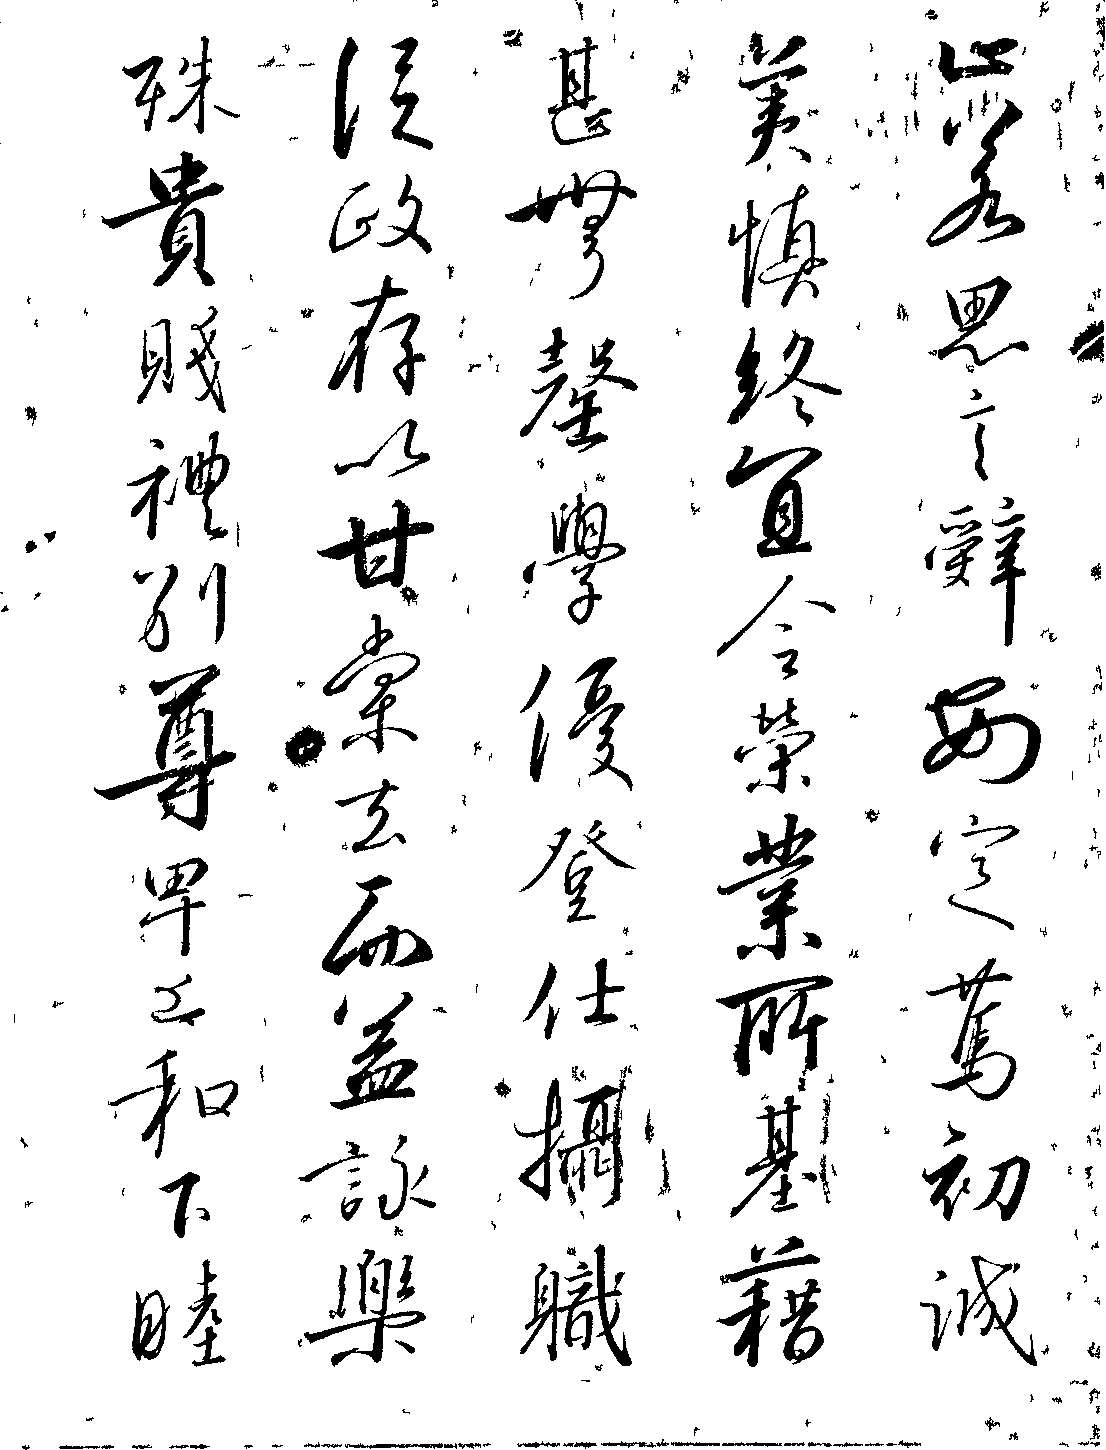 止若思言辭安定篤初誠
美慎終宜令榮業所基藉
甚無罄學優登仕攝職
從政存以甘棠去而益詠樂
殊貴賤禮別尊卑上和下睦